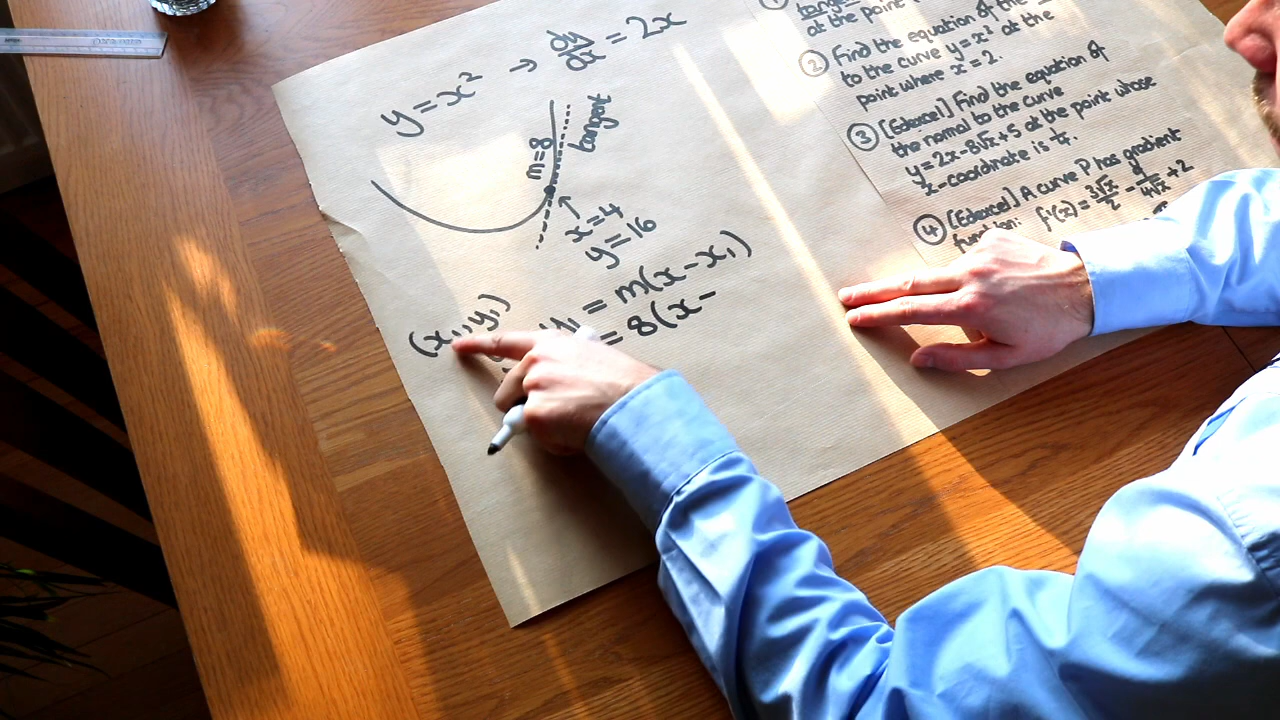 y = x² → dy/dx = 2x
m=8
tangent
x=4
y=16
(x₁, y₁)
y₁ = m(x-x₁)
= 8(x-
①
tangent
at the point
② Find the equation of the
to the curve y=x² at the
point where x=2.
③ [Edexcel] Find the equation of
the normal to the curve
y=2x-8√x+5 at the point whose
x-coordinate is ¼.
④ [Edexcel] A curve P has gradient
function: f'(x) = 3√x/2 - 9/4√x + 2